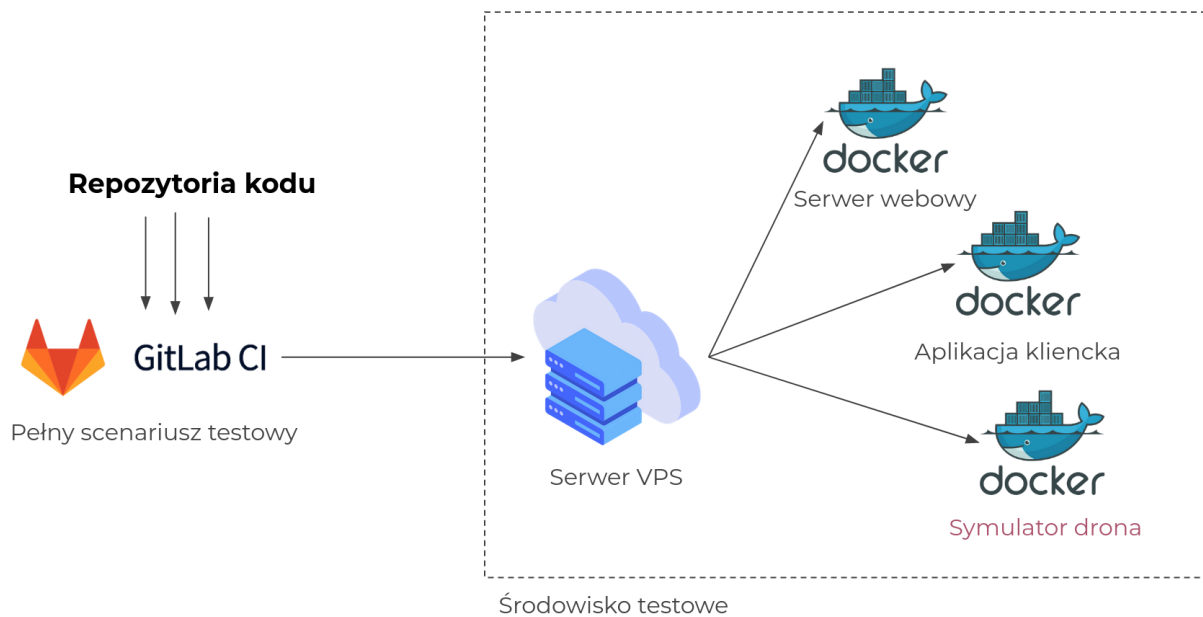 Repozytoria kodu
GitLab CI
Pełny scenariusz testowy
Serwer VPS
docker
Serwer webowy
docker
Aplikacja kliencka
docker
Symulator drona
Środowisko testowe